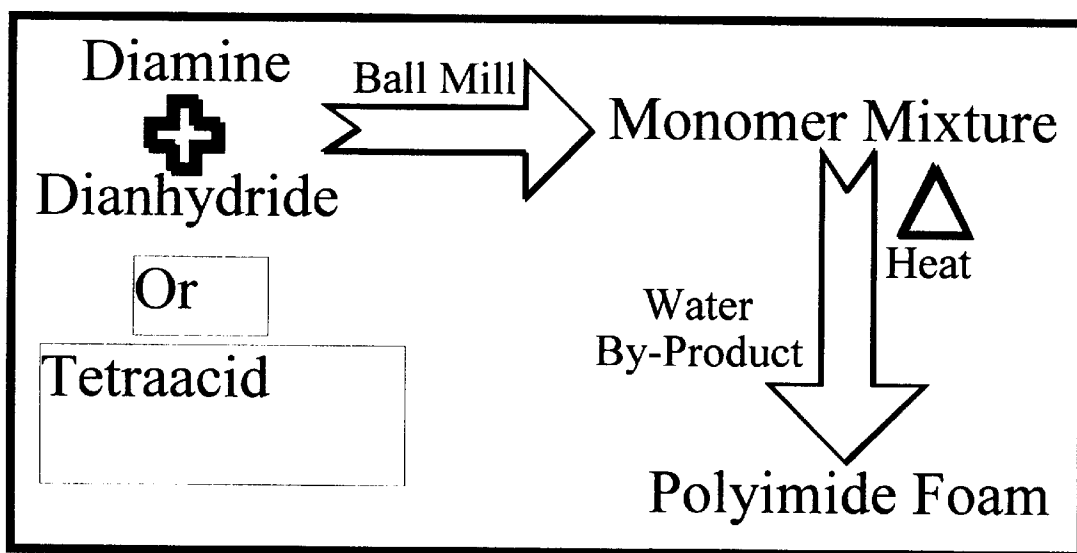 Diamine
Dianhydride
Or
Tetraacid
Ball Mill
Monomer Mixture
Heat
Water
By-Product
Polyimide Foam